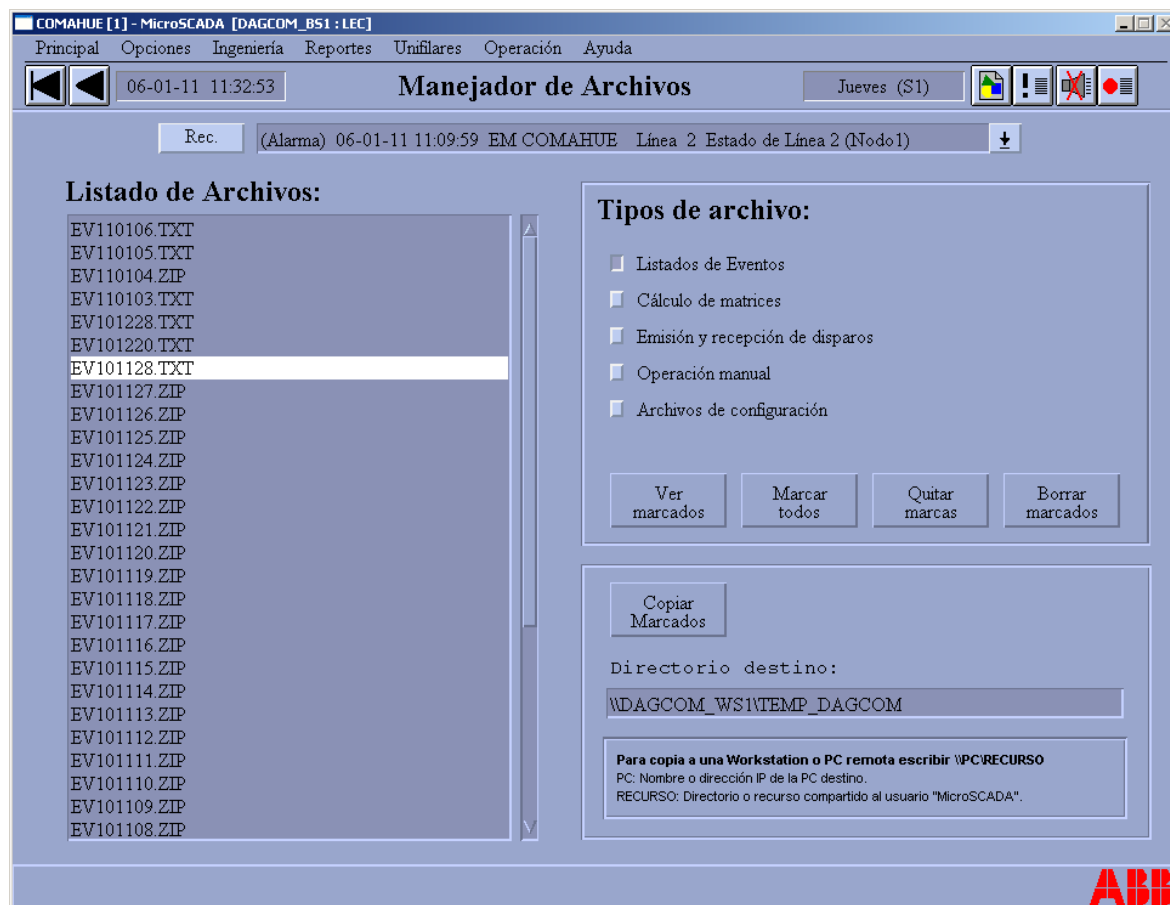 COMAHUE [1] - MicroSCADA [DAGCOM_BS1 : LEC]
Principal Opciones Ingeniería Reportes Unifilares Operación Ayuda
06-01-11 11:32:53
Manejador de Archivos
Jueves (S1)
Rec.
(Alarma) 06-01-11 11:09:59 EM COMAHUE Línea 2 Estado de Línea 2 (Nodo1)
Listado de Archivos:
EV110106.TXT
EV110105.TXT
EV110104.ZIP
EV110103.TXT
EV101228.TXT
EV101220.TXT
EV101128.TXT
EV101127.ZIP
EV101126.ZIP
EV101125.ZIP
EV101124.ZIP
EV101123.ZIP
EV101122.ZIP
EV101121.ZIP
EV101120.ZIP
EV101119.ZIP
EV101118.ZIP
EV101117.ZIP
EV101116.ZIP
EV101115.ZIP
EV101114.ZIP
EV101113.ZIP
EV101112.ZIP
EV101111.ZIP
EV101110.ZIP
EV101109.ZIP
EV101108.ZIP
Tipos de archivo:
Listados de Eventos
Cálculo de matrices
Emisión y recepción de disparos
Operación manual
Archivos de configuración
Ver
marcados
Marcar
todos
Quitar
marcas
Borrar
marcados
Copiar
Marcados
Directorio destino:
\\DAGCOM_WS1\TEMP_DAGCOM
Para copia a una Workstation o PC remota escribir \\PC\RECURSO
PC: Nombre o dirección IP de la PC destino.
RECURSO: Directorio o recurso compartido al usuario "MicroSCADA".
ABB